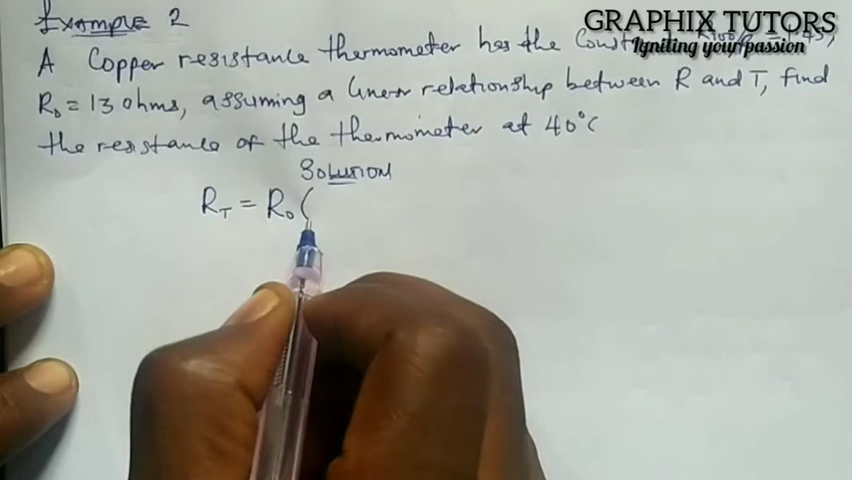 GRAPHIX TUTORS
Igniting your passion
Example 2
A Copper resistance thermometer has the
R₀ = 13 ohms, assuming a linear relationship between R and T, find
the resistance of the thermometer at 40°C
Solution
R_T = R₀ (